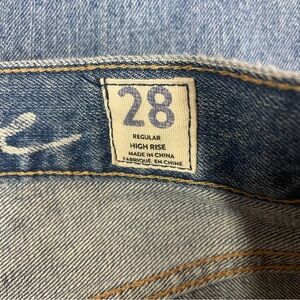 28
REGULAR
HIGH RISE
MADE IN CHINA
FABRIQUÉ EN CHINE